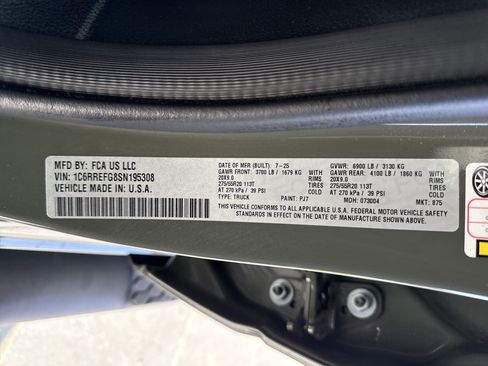 MFD BY: FCA US LLC
VIN: 1C6RREFG8SN195308
VEHICLE MADE IN U.S.A.
DATE OF MFR (BUILT): 7-25 GVWR: 6900 LB / 3130 KG
GAWR FRONT: 3700 LB / 1679 KG WITH GAWR REAR: 4100 LB / 1860 KG WITH
20X9.0 RIMS 20X9.0 RIMS
275/55R20 113T TIRES 275/55R20 113T TIRES
AT 270 kPa / 39 PSI COLD AT 270 kPa / 39 PSI COLD
TYPE: TRUCK PAINT: PJ7 MDH: 073004 MKT: 875
THIS VEHICLE CONFORMS TO ALL APPLICABLE U.S.A. FEDERAL MOTOR VEHICLE SAFETY
STANDARDS IN EFFECT ON THE DATE OF MANUFACTURE SHOWN ABOVE.